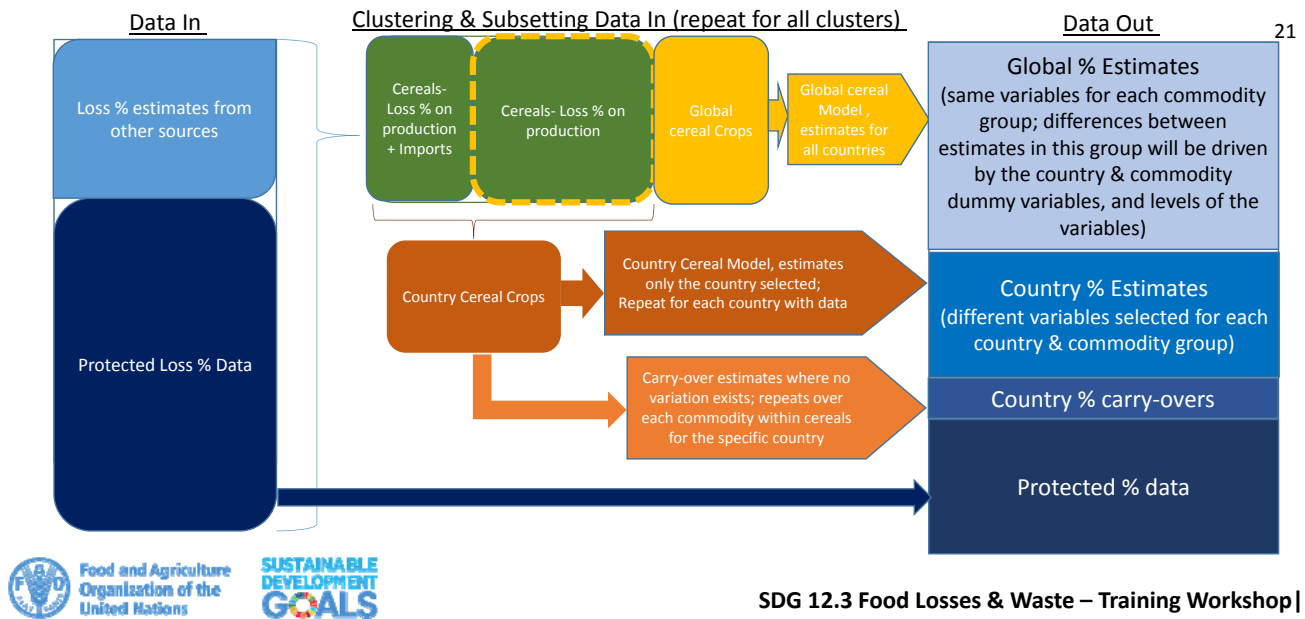 Data In
Clustering & Subsetting Data In (repeat for all clusters)
Data Out
21
Loss % estimates from
other sources
Protected Loss % Data
Cereals-
Loss % on
production
+ Imports
Cereals- Loss % on
production
Global
cereal Crops
Global cereal
Model ,
estimates for
all countries
Country Cereal Crops
Country Cereal Model, estimates
only the country selected;
Repeat for each country with data
Carry-over estimates where no
variation exists; repeats over
each commodity within cereals
for the specific country
Global % Estimates
(same variables for each commodity
group; differences between
estimates in this group will be driven
by the country & commodity
dummy variables, and levels of the
variables)
Country % Estimates
(different variables selected for each
country & commodity group)
Country % carry-overs
Protected % data
Food and Agriculture
Organization of the
United Nations
SUSTAINABLE
DEVELOPMENT
GOALS
SDG 12.3 Food Losses & Waste – Training Workshop|